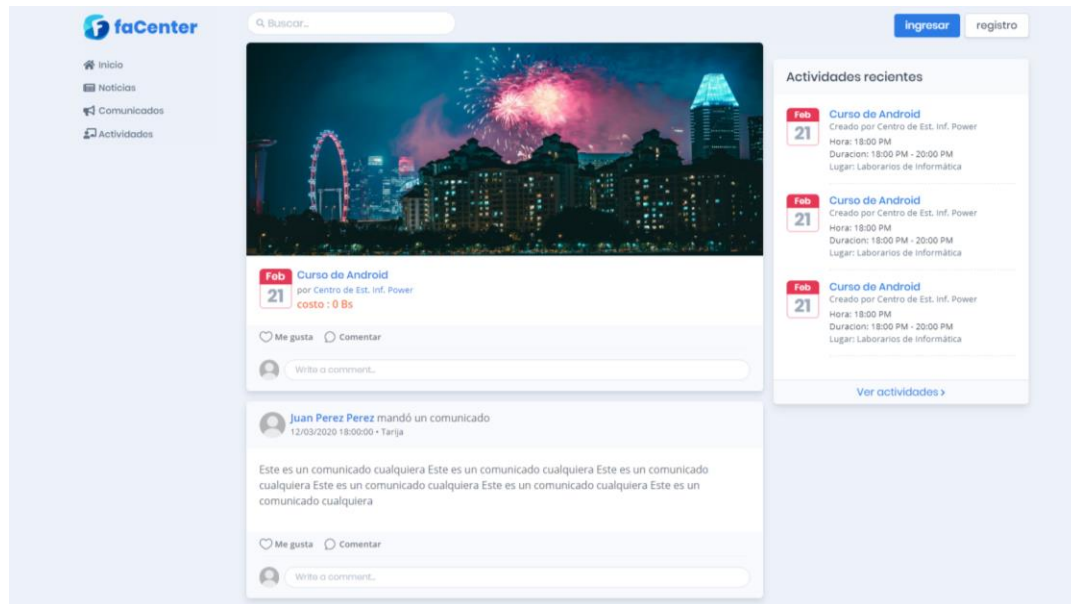 faCenter
Buscar..
ingresar
registro
Inicio
Noticias
Comunicados
Actividades
Feb
21
Curso de Android
por Centro de Est. Inf. Power
costo : 0 Bs
Me gusta
Comentar
Write a comment..
Juan Perez Perez mandó un comunicado
12/03/2020 18:00:00 • Tarija
Este es un comunicado cualquiera Este es un comunicado cualquiera Este es un comunicado
cualquiera Este es un comunicado cualquiera Este es un comunicado cualquiera Este es un
comunicado cualquiera
Me gusta
Comentar
Write a comment..
Actividades recientes
Feb
21
Curso de Android
Creado por Centro de Est. Inf. Power
Hora: 18:00 PM
Duracion: 18:00 PM - 20:00 PM
Lugar: Laborarios de Informática
Feb
21
Curso de Android
Creado por Centro de Est. Inf. Power
Hora: 18:00 PM
Duracion: 18:00 PM - 20:00 PM
Lugar: Laborarios de Informática
Feb
21
Curso de Android
Creado por Centro de Est. Inf. Power
Hora: 18:00 PM
Duracion: 18:00 PM - 20:00 PM
Lugar: Laborarios de Informática
Ver actividades >